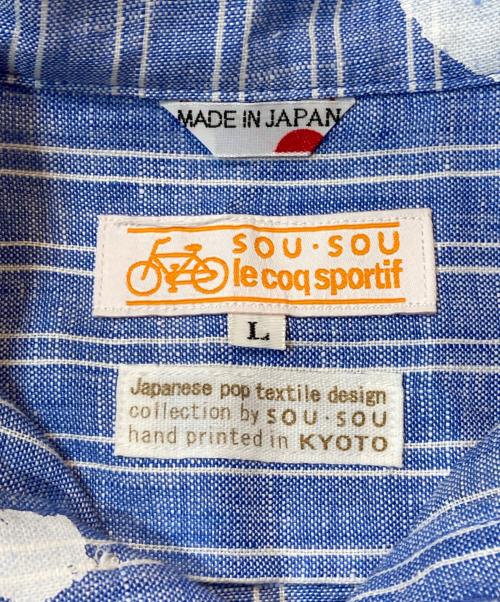 MADE IN JAPAN
SOU・SOU
le coq sportif
L
Japanese pop textile design
collection by SOU・SOU
hand printed in KYOTO